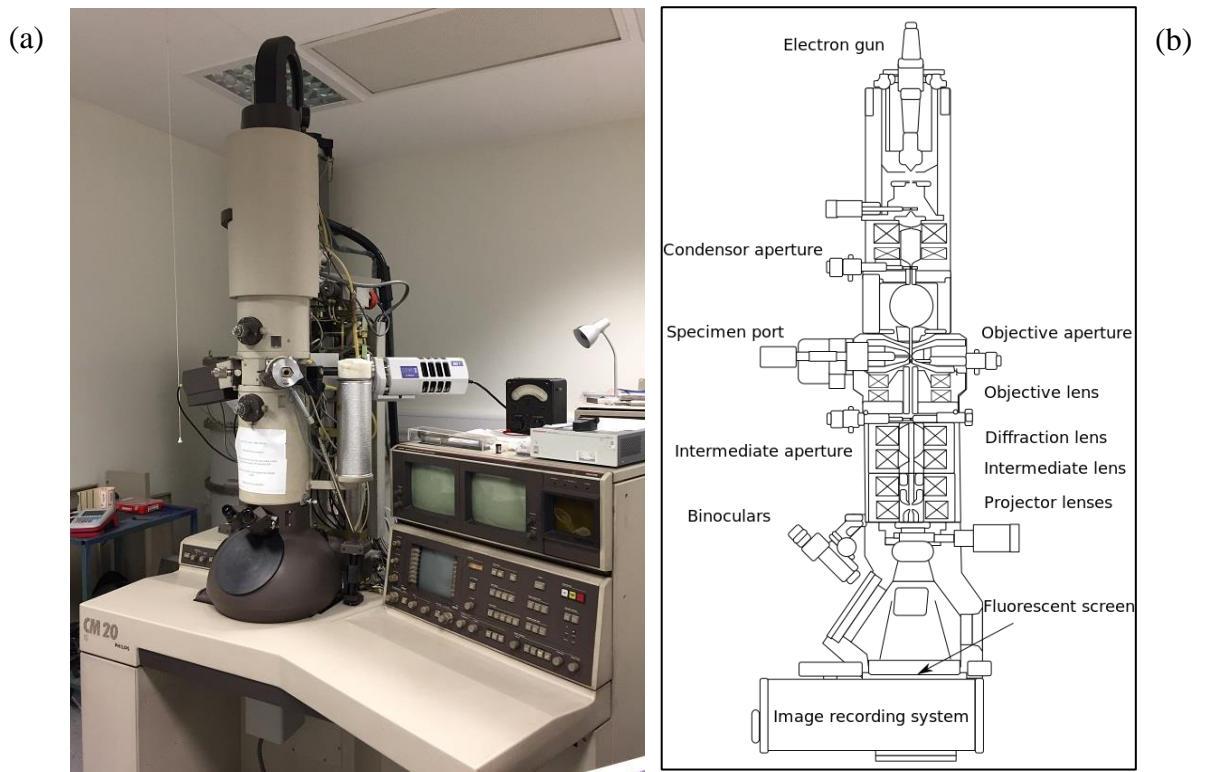 (a)
CM 20
PHILIPS
(b)
Electron gun
Condensor aperture
Specimen port
Objective aperture
Objective lens
Intermediate aperture
Diffraction lens
Intermediate lens
Projector lenses
Binoculars
Fluorescent screen
Image recording system